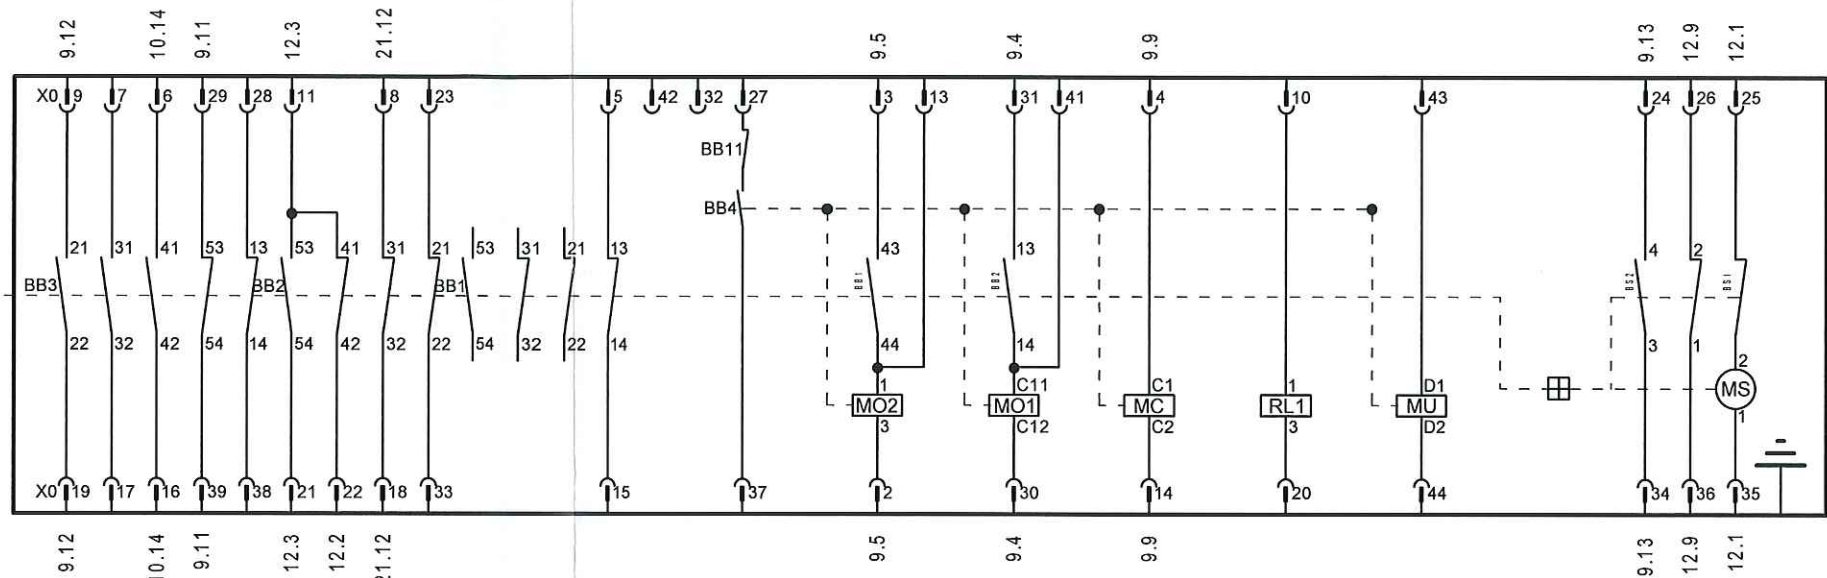 9.12 10.14 9.11 12.3 21.12 9.5 9.4 9.9 9.13 12.9 12.1
X0 9 7 6 29 28 11 8 23 5 42 32 27 3 13 31 41 4 10 43 24 26 25
BB11
BB4
21 31 41 53 13 53 41 31 21 53 31 21 13 43 13 4 2
BB3 BB2 BB1 BB1 BB2 BS2 BS1
22 32 42 54 14 54 42 32 22 54 32 22 14 44 14 3 1
2
1 C11 C1 1 D1
MO2 MO1 MC RL1 MU MS
3 C12 C2 3 D2 1
X0 19 17 16 39 38 21 22 18 33 15 37 2 30 14 20 44 34 36 35
9.12 10.14 9.11 12.3 12.2 21.12 9.5 9.4 9.9 9.13 12.9 12.1